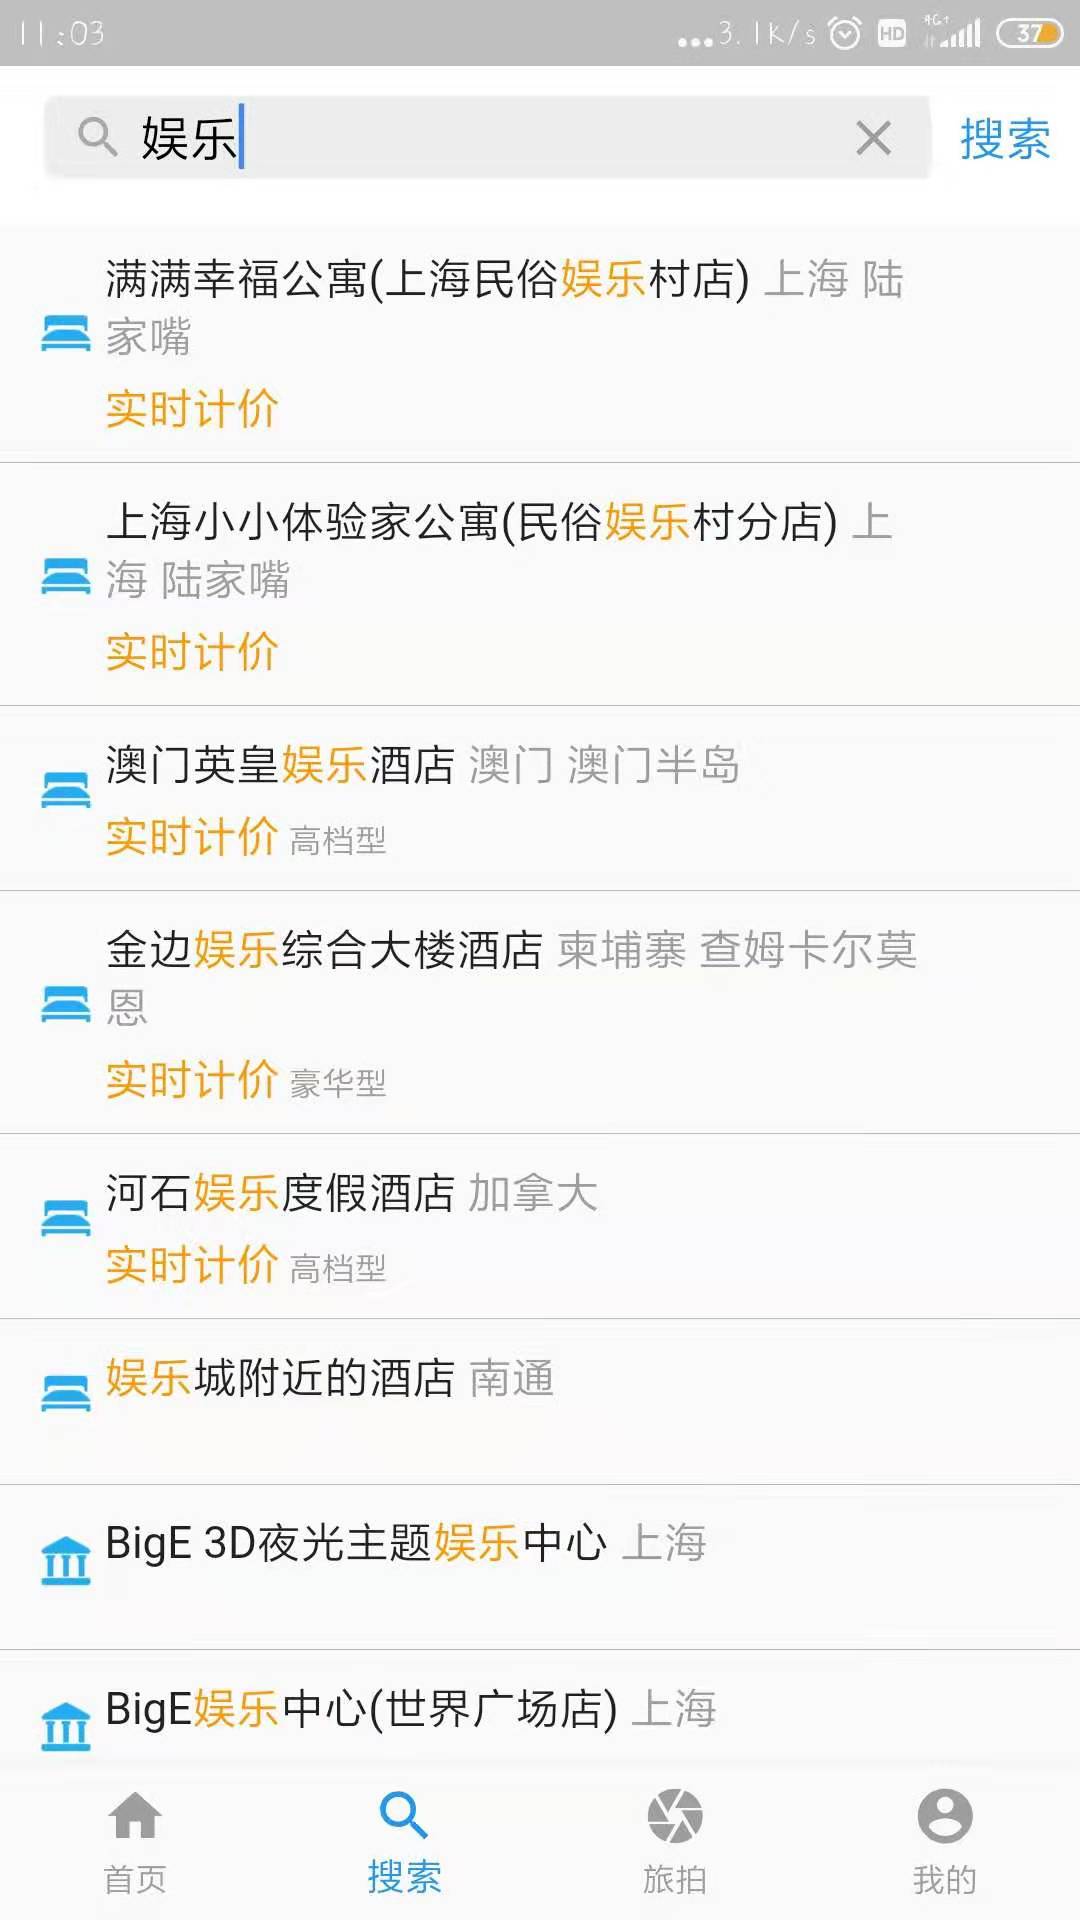 11:03
...3.1K/s HD 4G+ 37
娱乐
搜索
满满幸福公寓(上海民俗娱乐村店) 上海 陆
家嘴
实时计价
上海小小体验家公寓(民俗娱乐村分店) 上
海 陆家嘴
实时计价
澳门英皇娱乐酒店 澳门 澳门半岛
实时计价 高档型
金边娱乐综合大楼酒店 柬埔寨 查姆卡尔莫
恩
实时计价 豪华型
河石娱乐度假酒店 加拿大
实时计价 高档型
娱乐城附近的酒店 南通
BigE 3D夜光主题娱乐中心 上海
BigE娱乐中心(世界广场店) 上海
首页
搜索
旅拍
我的